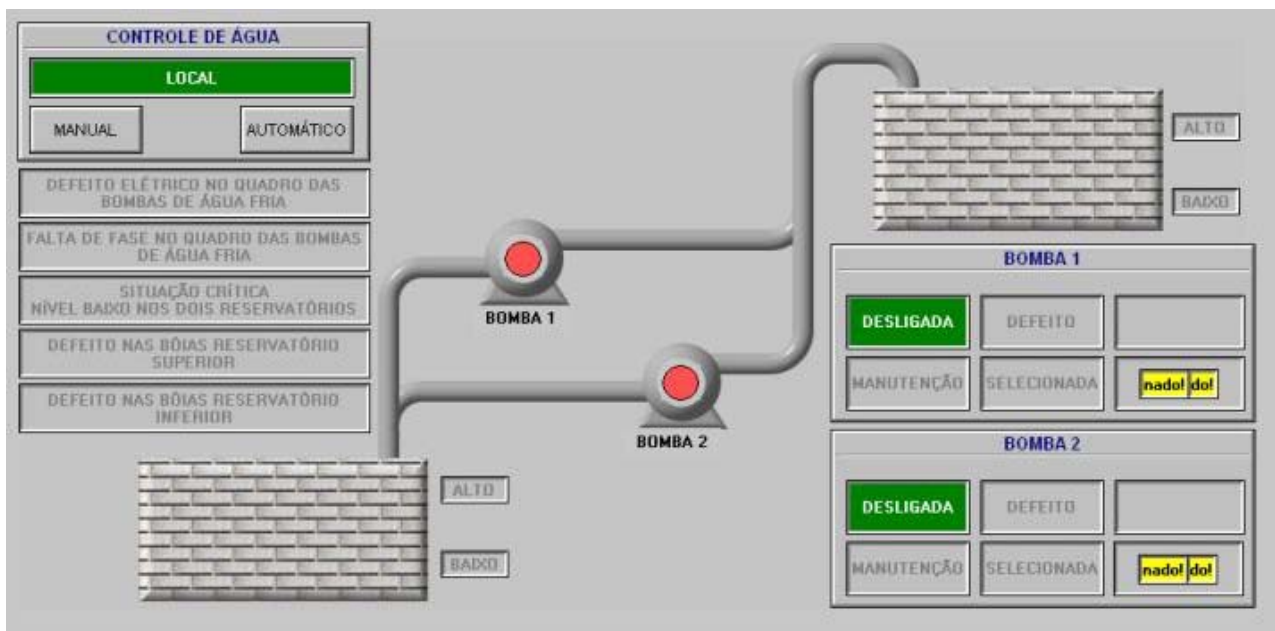 CONTROLE DE ÁGUA
LOCAL
MANUAL
AUTOMÁTICO
DEFEITO ELÉTRICO NO QUADRO DAS
BOMBAS DE ÁGUA FRIA
FALTA DE FASE NO QUADRO DAS BOMBAS
DE ÁGUA FRIA
SITUAÇÃO CRÍTICA
NÍVEL BAIXO NOS DOIS RESERVATÓRIOS
DEFEITO NAS BÓIAS RESERVATÓRIO
SUPERIOR
DEFEITO NAS BÓIAS RESERVATÓRIO
INFERIOR
ALTO
BAIXO
BOMBA 1
BOMBA 2
ALTO
BAIXO
BOMBA 1
DESLIGADA
DEFEITO
MANUTENÇÃO
SELECIONADA
nado! do!
BOMBA 2
DESLIGADA
DEFEITO
MANUTENÇÃO
SELECIONADA
nado! do!